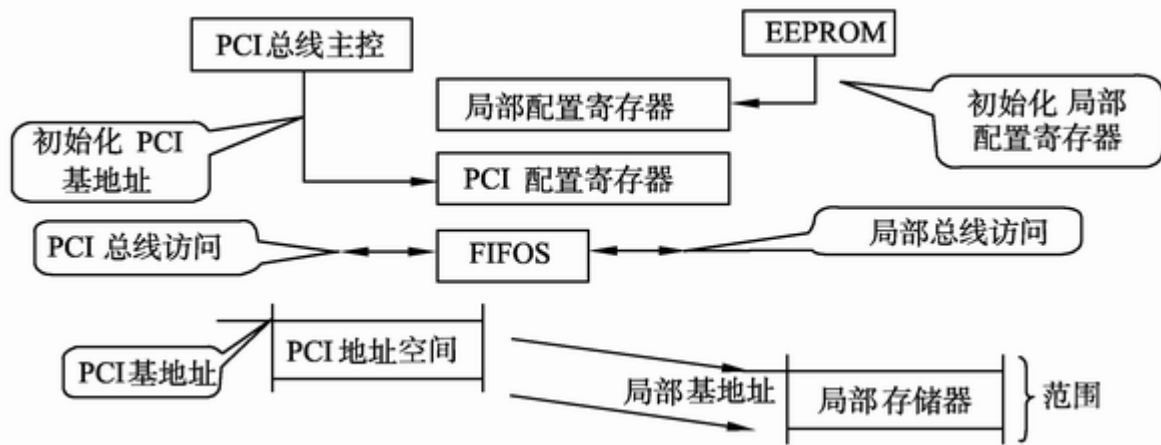 PCI总线主控
EEPROM
局部配置寄存器
初始化 局部
配置寄存器
初始化 PCI
基地址
PCI 配置寄存器
PCI 总线访问
FIFOS
局部总线访问
PCI地址空间
PCI基地址
局部基地址
局部存储器
范围